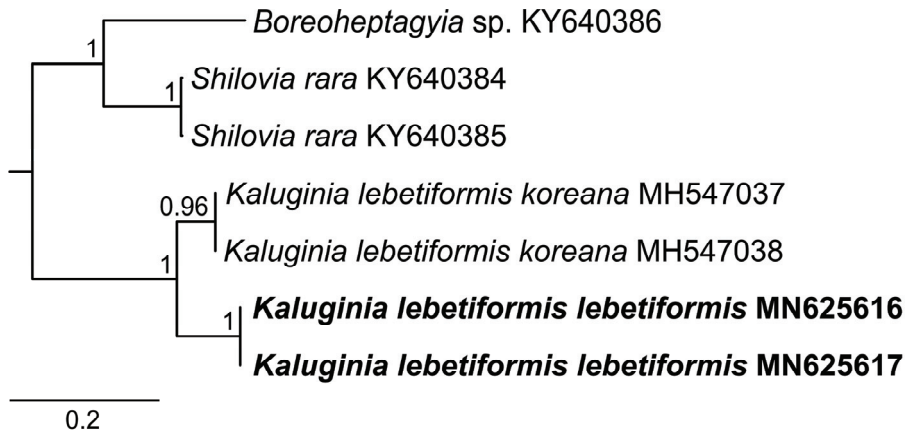 Boreoheptagyia sp. KY640386
1
Shilovia rara KY640384
1
Shilovia rara KY640385
Kaluginia lebetiformis koreana MH547037
0.96
Kaluginia lebetiformis koreana MH547038
1
Kaluginia lebetiformis lebetiformis MN625616
1
Kaluginia lebetiformis lebetiformis MN625617
0.2